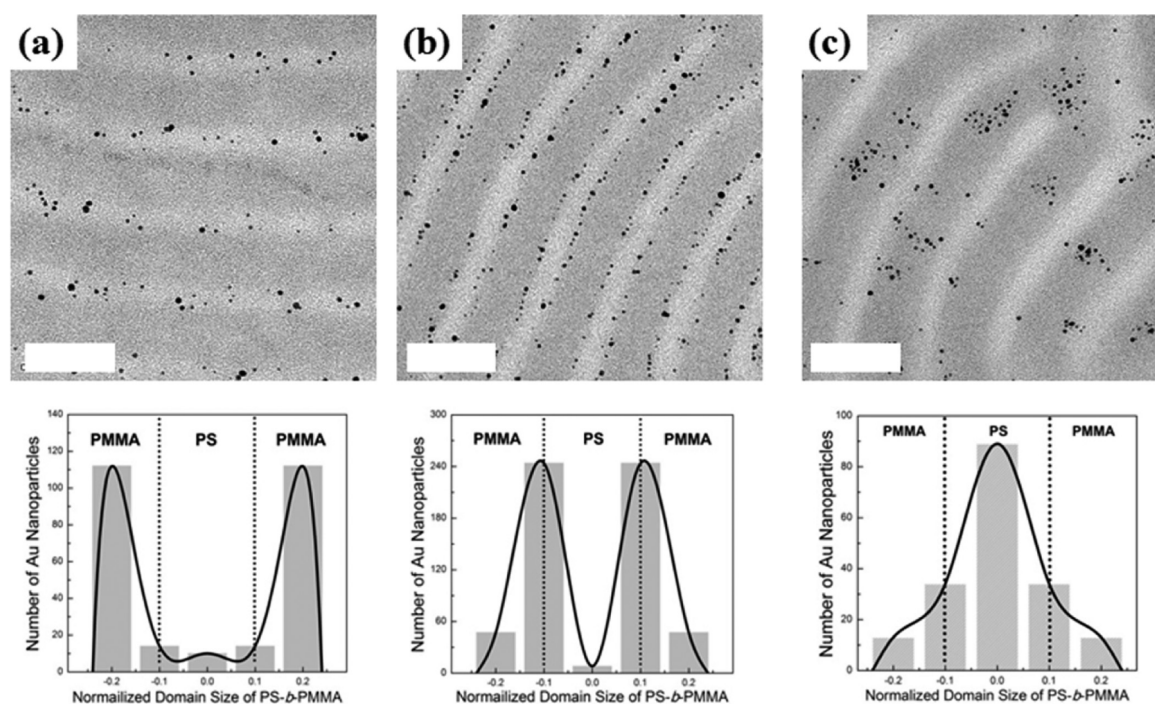 (a)
(b)
(c)
140
120
100
80
60
40
20
0
Number of Au Nanoparticles
PMMA PS PMMA
-0.2 -0.1 0.0 0.1 0.2
Normailized Domain Size of PS-b-PMMA
300
240
180
120
60
0
Number of Au Nanoparticles
PMMA PS PMMA
-0.2 -0.1 0.0 0.1 0.2
Normailized Domain Size of PS-b-PMMA
100
80
60
40
20
0
Number of Au Nanoparticles
PMMA PS PMMA
-0.2 -0.1 0.0 0.1 0.2
Normailized Domain Size of PS-b-PMMA